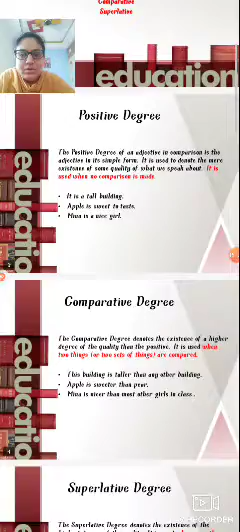 Comparative
Superlative
education
Positive Degree
The Positive Degree of an adjective in comparison is the
adjective in its simple form. It is used to denote the mere
existence of some quality of what we speak about. It is
used when no comparison is made
• It is a tall building.
• Apple is sweet to taste.
• Mina is a nice girl.
educatio
Comparative Degree
The Comparative Degree denotes the existence of a higher
degree of the quality than the positive. It is used when
two things (or two sets of things) are compared.
• This building is taller than any other building.
• Apple is sweeter than pear.
• Mina is nicer than most other girls in class.
educatio
4
Superlative Degree
The Superlative Degree denotes the existence of the
RECORDER